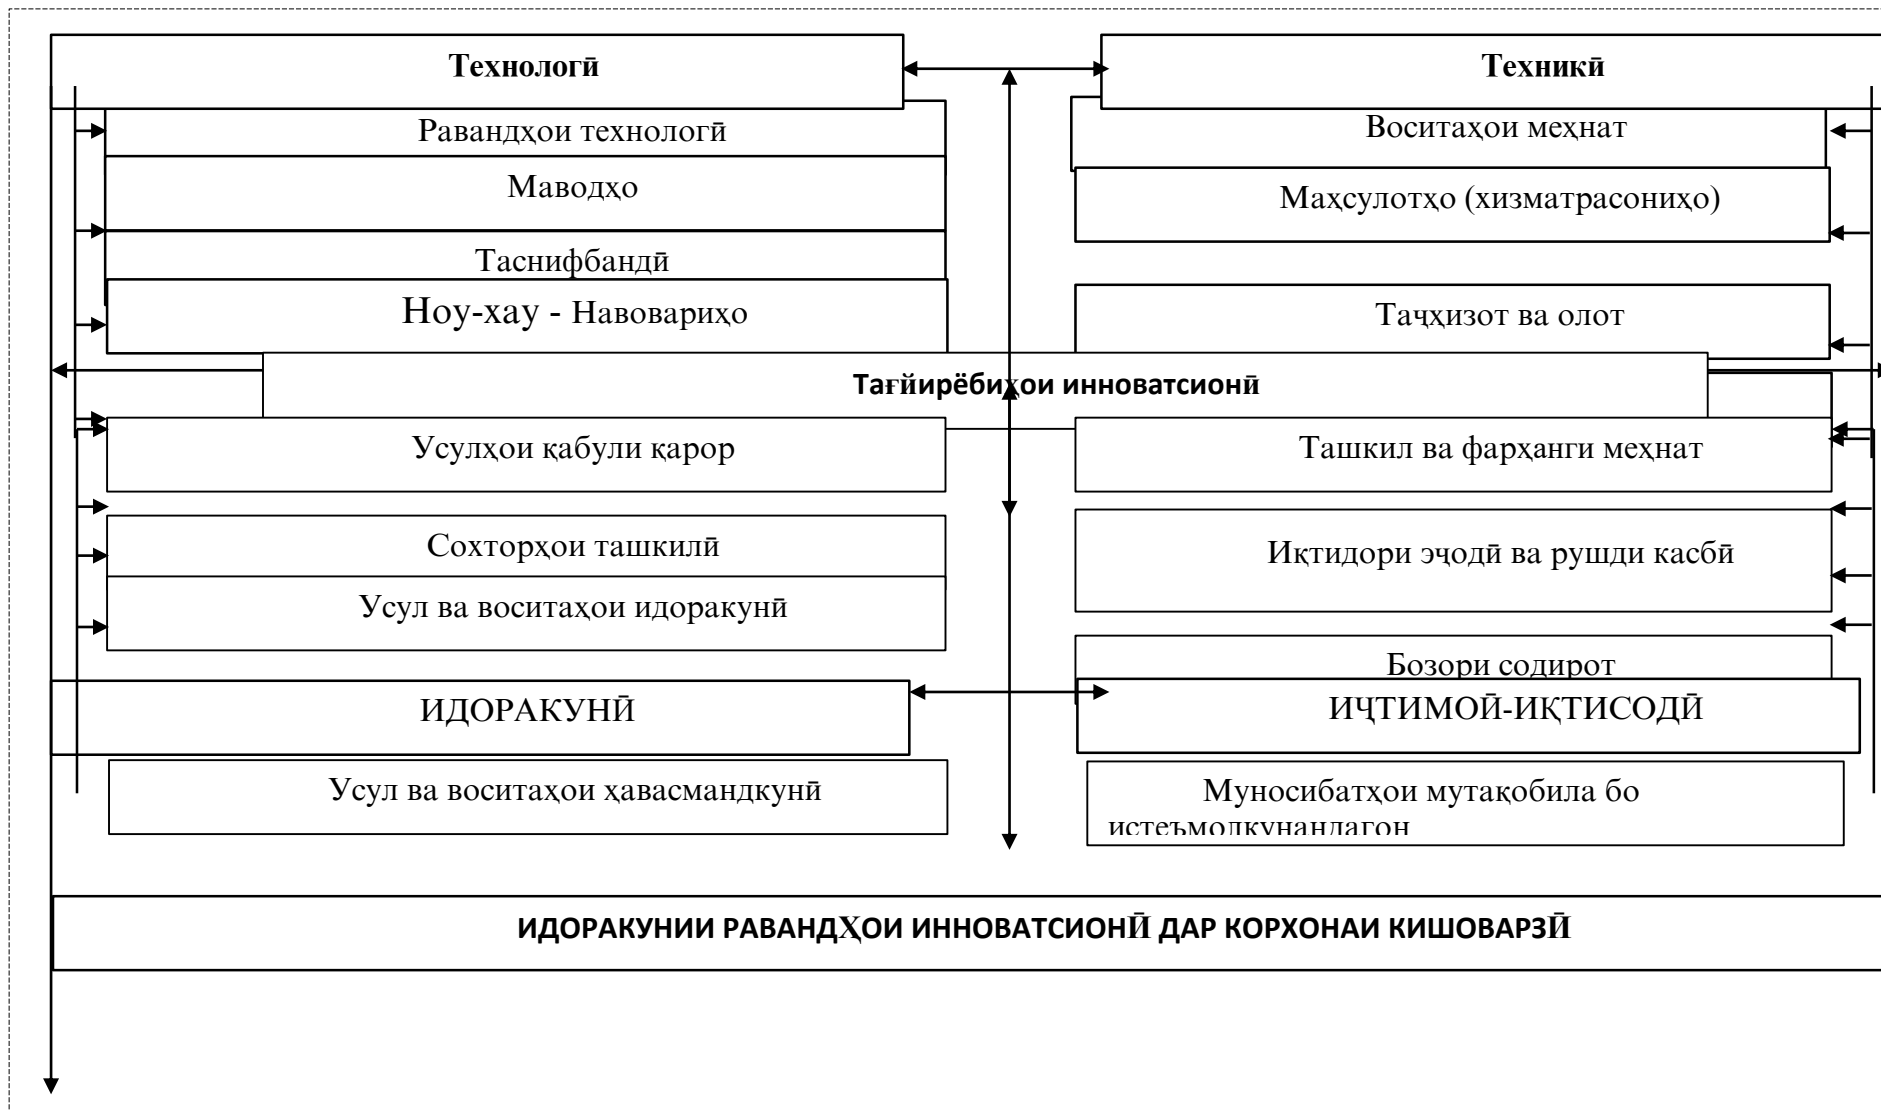 Технологӣ
Техникӣ
Равандҳои технологӣ
Воситаҳои меҳнат
Маводҳо
Маҳсулотҳо (хизматрасониҳо)
Таснифбандӣ
Ноу-хау - Навовариҳо
Таҷҳизот ва олот
Тағйирёбиҳои инноватсионӣ
Усулҳои қабули қарор
Ташкил ва фарҳанги меҳнат
Сохторҳои ташкилӣ
Иқтидори эҷодӣ ва рушди касбӣ
Усул ва воситаҳои идоракунӣ
Бозори содирот
ИДОРАКУНӢ
ИҶТИМОӢ-ИҚТИСОДӢ
Усул ва воситаҳои ҳавасмандкунӣ
Муносибатҳои мутақобила бо
истеъмолкунандагон
ИДОРАКУНИИ РАВАНДҲОИ ИННОВАТСИОНӢ ДАР КОРХОНАИ КИШОВАРЗӢ